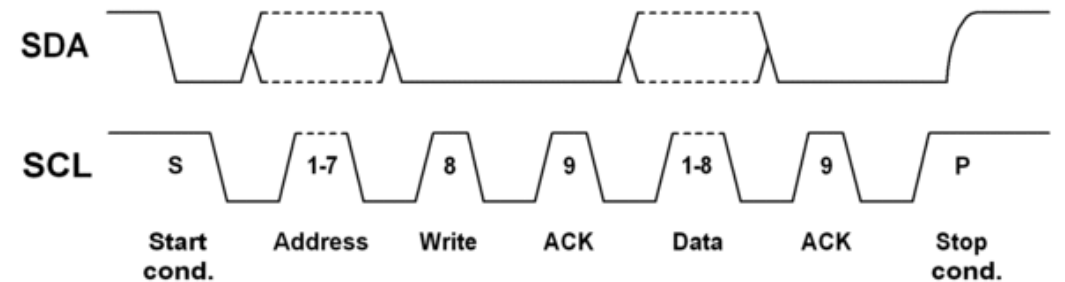 SDA
SCL
S 1-7 8 9 1-8 9 P
Start Address Write ACK Data ACK Stop
cond. cond.